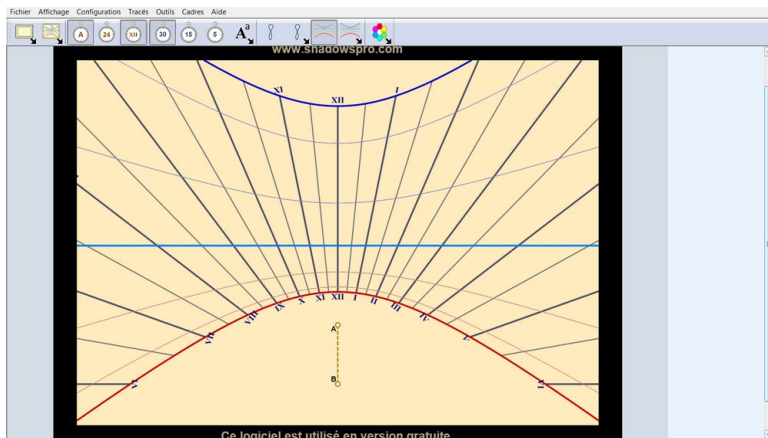 Fichier Affichage Configuration Tracés Outils Cadres Aide
A 24 XII 30 15 5 Aª
www.shadowspro.com
XI XII I
VI VII VIII IX X XI XII I II III IV V VI
A
B
Ce logiciel est utilisé en version gratuite